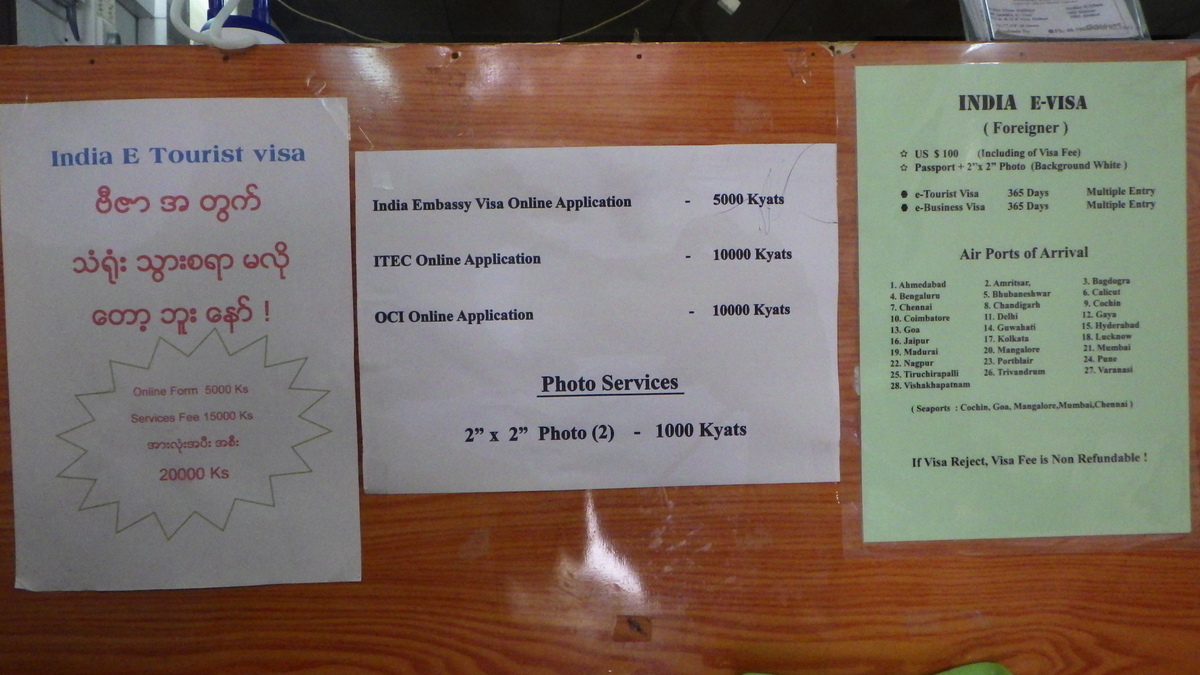 India E Tourist visa
ဗီဇာ အ တွက်
သံရုံး သွားစရာ မလို
တော့ ဘူး နော် !
Online Form 5000 Ks
Services Fee 15000 Ks
အားလုံးအပီး အစီး
20000 Ks
India Embassy Visa Online Application - 5000 Kyats
ITEC Online Application - 10000 Kyats
OCI Online Application - 10000 Kyats
Photo Services
2” x 2” Photo (2) - 1000 Kyats
INDIA E-VISA
( Foreigner )
☆ US $ 100 (Including of Visa Fee)
☆ Passport + 2”x 2” Photo (Background White )
● e-Tourist Visa 365 Days Multiple Entry
● e-Business Visa 365 Days Multiple Entry
Air Ports of Arrival
1. Ahmedabad 2. Amritsar, 3. Bagdogra
4. Bengaluru 5. Bhubaneshwar 6. Calicut
7. Chennai 8. Chandigarh 9. Cochin
10. Coimbatore 11. Delhi 12. Gaya
13. Goa 14. Guwahati 15. Hyderabad
16. Jaipur 17. Kolkata 18. Lucknow
19. Madurai 20. Mangalore 21. Mumbai
22. Nagpur 23. Portblair 24. Pune
25. Tiruchirapalli 26. Trivandrum 27. Varanasi
28. Vishakhapatnam
( Seaports : Cochin, Goa, Mangalore,Mumbai,Chennai )
If Visa Reject, Visa Fee is Non Refundable !